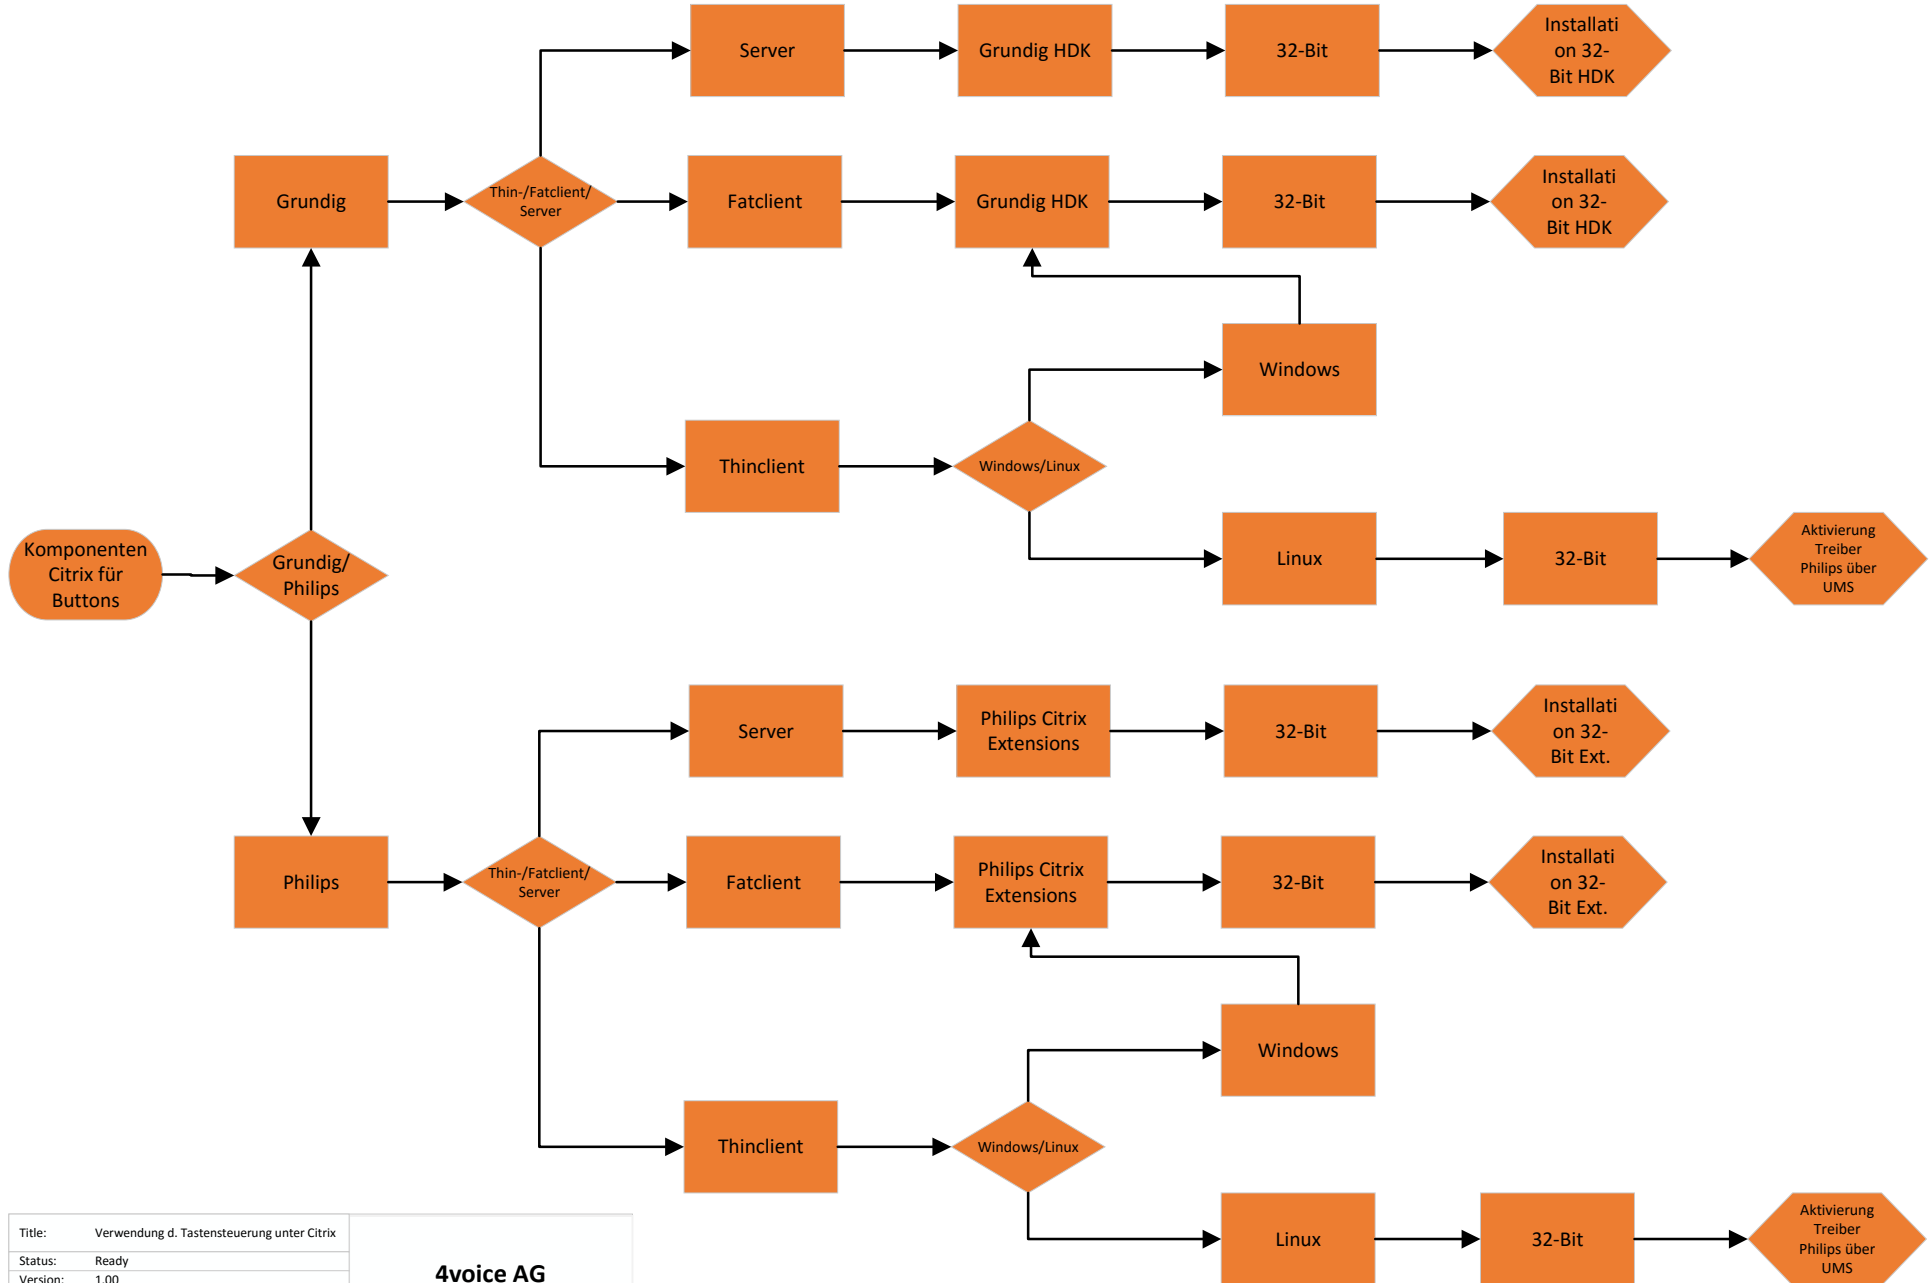 Server
Grundig HDK
32-Bit
Installati
on 32-
Bit HDK
Grundig
Thin-/Fatclient/
Server
Fatclient
Grundig HDK
32-Bit
Installati
on 32-
Bit HDK
Windows
Thinclient
Windows/Linux
Komponenten
Citrix für
Buttons
Grundig/
Philips
Linux
32-Bit
Aktivierung
Treiber
Philips über
UMS
Server
Philips Citrix
Extensions
32-Bit
Installati
on 32-
Bit Ext.
Philips
Thin-/Fatclient/
Server
Fatclient
Philips Citrix
Extensions
32-Bit
Installati
on 32-
Bit Ext.
Windows
Thinclient
Windows/Linux
Linux
32-Bit
Aktivierung
Treiber
Philips über
UMS
Title: Verwendung d. Tastensteuerung unter Citrix
Status: Ready
Version: 1.00
4voice AG